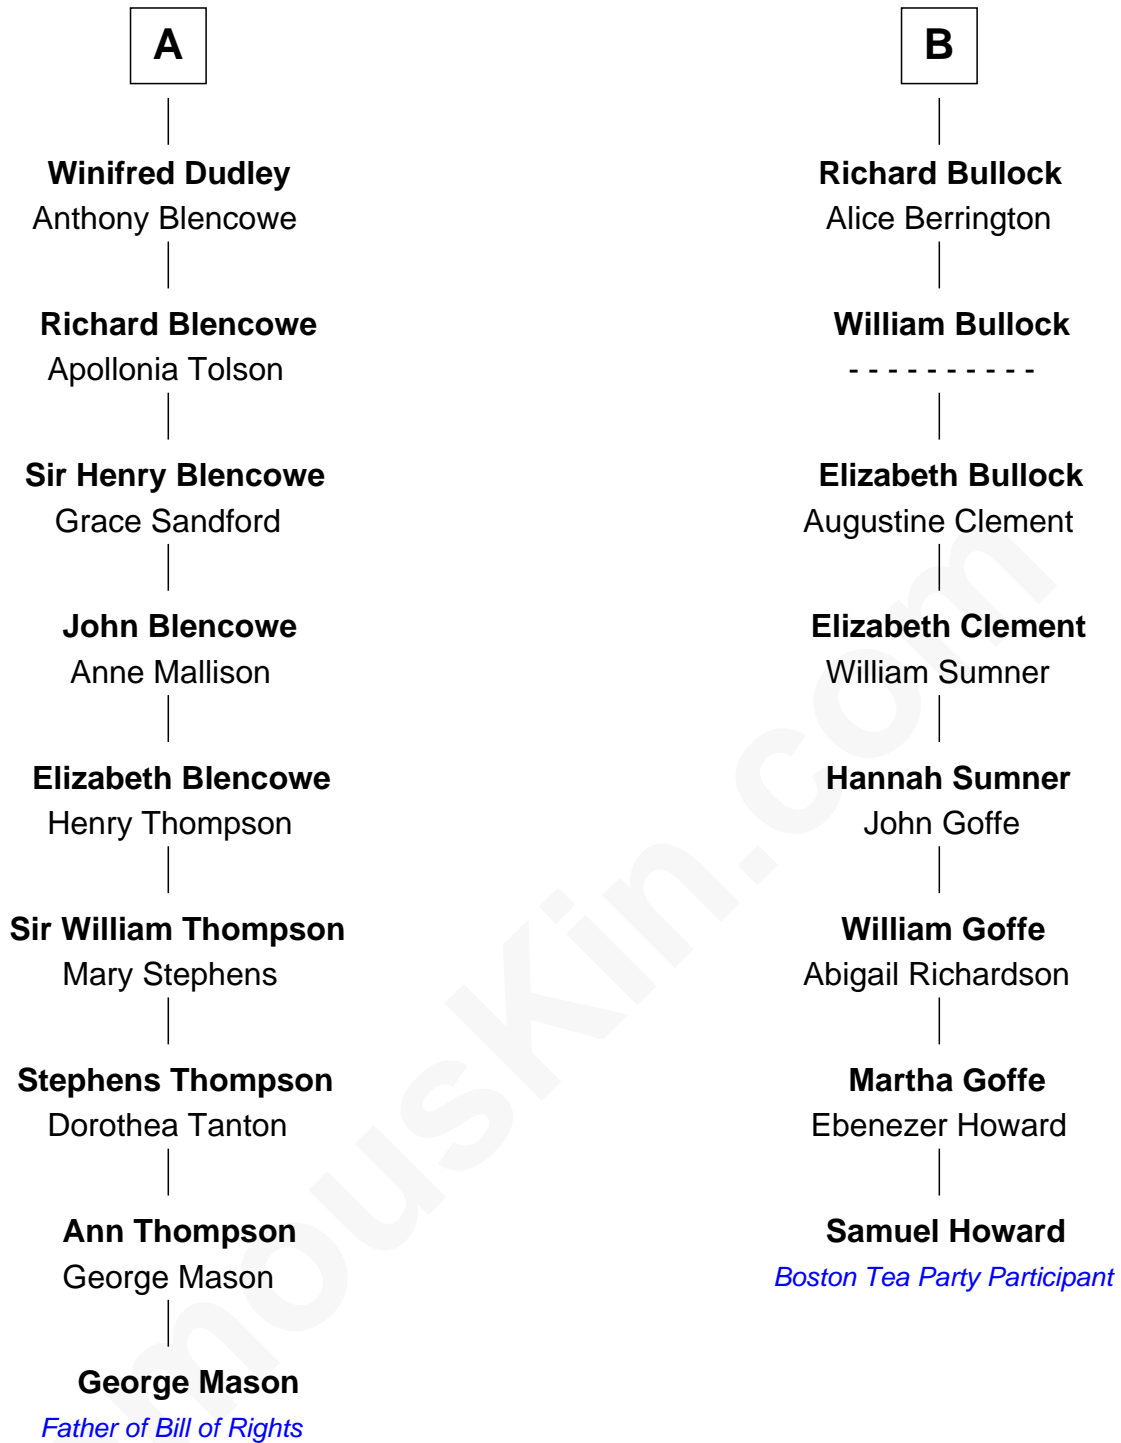 A
Winifred Dudley
Anthony Blencowe
Richard Blencowe
Apollonia Tolson
Sir Henry Blencowe
Grace Sandford
John Blencowe
Anne Mallison
Elizabeth Blencowe
Henry Thompson
Sir William Thompson
Mary Stephens
Stephens Thompson
Dorothea Tanton
Ann Thompson
George Mason
George Mason
Father of Bill of Rights
B
Richard Bullock
Alice Berrington
William Bullock
- - - - - - - - - -
Elizabeth Bullock
Augustine Clement
Elizabeth Clement
William Sumner
Hannah Sumner
John Goffe
William Goffe
Abigail Richardson
Martha Goffe
Ebenezer Howard
Samuel Howard
Boston Tea Party Participant
mousKin.com